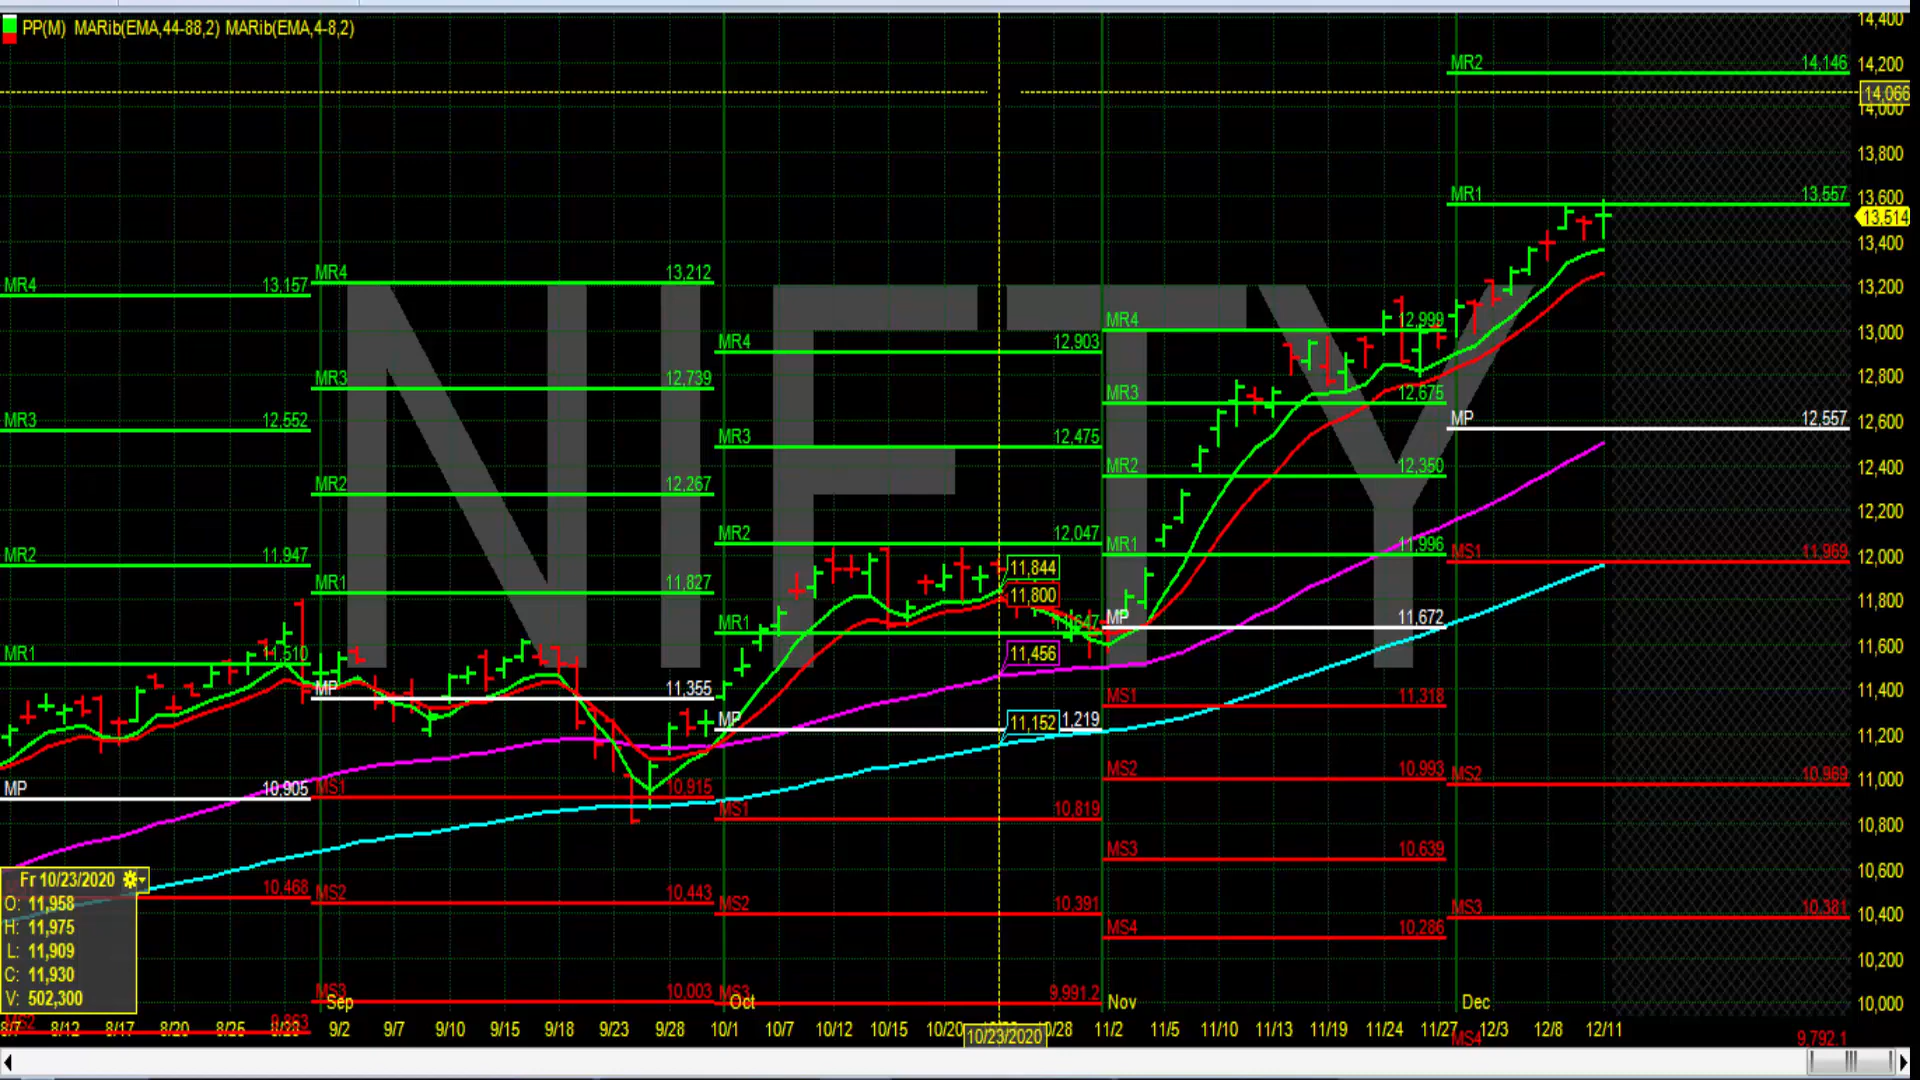 PP(M) MARib(EMA,44-88,2) MARib(EMA,4-8,2)
NIFTY
14,400
14,200
14,066
14,000
13,800
13,600
13,514
13,400
13,200
13,000
12,800
12,600
12,400
12,200
12,000
11,800
11,600
11,400
11,200
11,000
10,800
10,600
10,400
10,200
10,000
MR4 13,157
MR3 12,552
MR2 11,947
MR1 11,510
MP 10,905
10,468
MS2 9,863
MR4 13,212
MR3 12,739
MR2 12,267
MR1 11,827
MP 11,355
MS1 10,915
MS2 10,443
MS3 10,003
MR4 12,903
MR3 12,475
MR2 12,047
MR1 11,647
MP 1,219
MS1 10,819
MS2 10,391
MS3 9,991.2
11,844
11,800
11,456
11,152
MR4 12,999
MR3 12,675
MR2 12,350
MR1 11,996
MP 11,672
MS1 11,318
MS2 10,993
MS3 10,639
MS4 10,286
MR2 14,146
MR1 13,557
MP 12,557
MS1 11,969
MS2 10,969
MS3 10,381
MS4 9,792.1
Fr 10/23/2020
O: 11,958
H: 11,975
L: 11,909
C: 11,930
V: 502,300
Sep Oct Nov Dec
8/7 8/12 8/17 8/20 8/25 8/28 9/2 9/7 9/10 9/15 9/18 9/23 9/28 10/1 10/7 10/12 10/15 10/20 10/23/2020 10/28 11/2 11/5 11/10 11/13 11/19 11/24 11/27 12/3 12/8 12/11